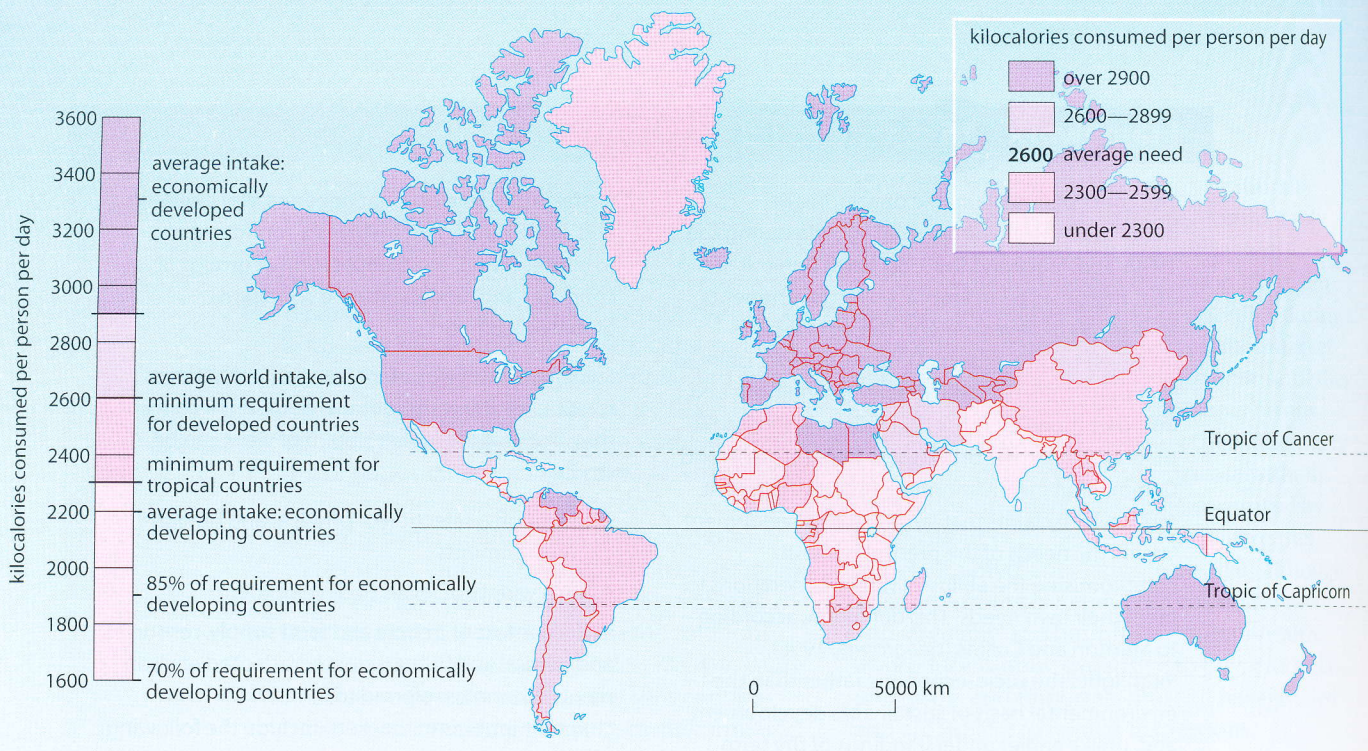 kilocalories consumed per person per day
over 2900
2600—2899
2600 average need
2300—2599
under 2300
kilocalories consumed per person per day
3600
3400
3200
3000
2800
2600
2400
2200
2000
1800
1600
average intake:
economically
developed
countries
average world intake, also
minimum requirement
for developed countries
minimum requirement for
tropical countries
average intake: economically
developing countries
85% of requirement for economically
developing countries
70% of requirement for economically
developing countries
Tropic of Cancer
Equator
Tropic of Capricorn
0 5000 km